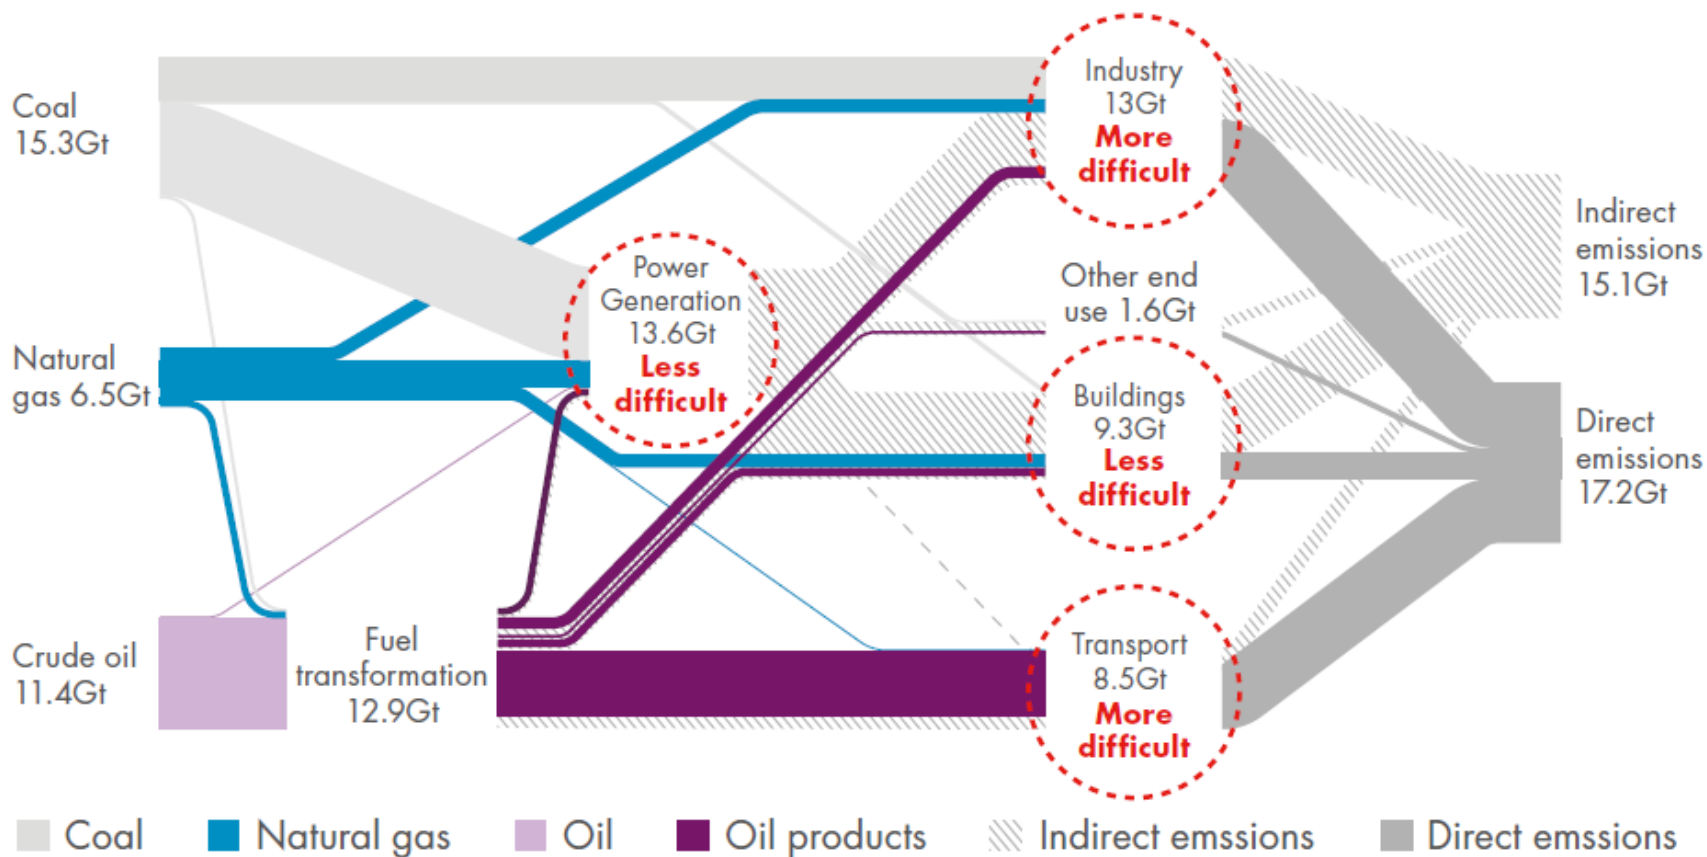 Coal
15.3Gt
Natural
gas 6.5Gt
Crude oil
11.4Gt
Fuel
transformation
12.9Gt
Power
Generation
13.6Gt
Less
difficult
Industry
13Gt
More
difficult
Other end
use 1.6Gt
Buildings
9.3Gt
Less
difficult
Transport
8.5Gt
More
difficult
Indirect
emissions
15.1Gt
Direct
emissions
17.2Gt
Coal
Natural gas
Oil
Oil products
Indirect emssions
Direct emssions